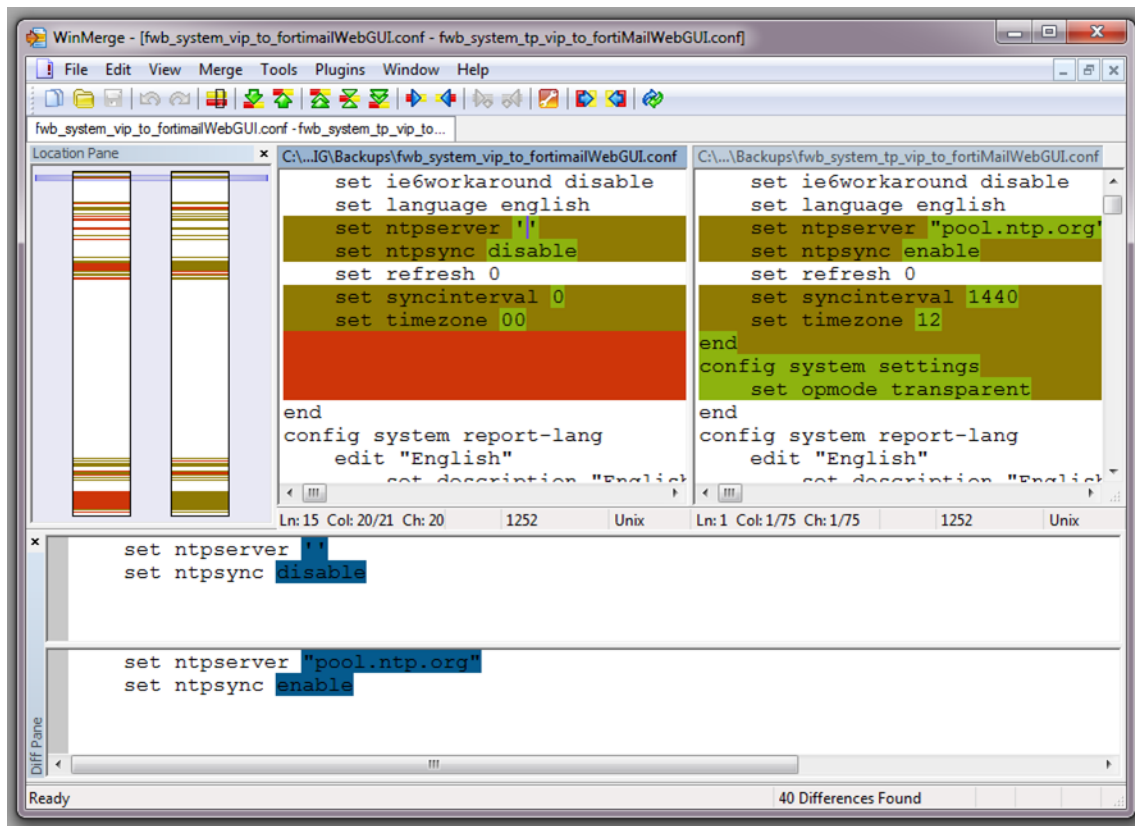 WinMerge - [fwb_system_vip_to_fortimailWebGUI.conf - fwb_system_tp_vip_to_fortiMailWebGUI.conf]
File Edit View Merge Tools Plugins Window Help
fwb_system_vip_to_fortimailWebGUI.conf - fwb_system_tp_vip_to...
Location Pane
C:\...IG\Backups\fwb_system_vip_to_fortimailWebGUI.conf
set ie6workaround disable
set language english
set ntpserver ''
set ntpsync disable
set refresh 0
set syncinterval 0
set timezone 00
end
config system report-lang
edit "English"
set description "English
Ln: 15 Col: 20/21 Ch: 20 1252 Unix
C:\...\Backups\fwb_system_tp_vip_to_fortiMailWebGUI.conf
set ie6workaround disable
set language english
set ntpserver "pool.ntp.org"
set ntpsync enable
set refresh 0
set syncinterval 1440
set timezone 12
end
config system settings
set opmode transparent
end
config system report-lang
edit "English"
set description "English
Ln: 1 Col: 1/75 Ch: 1/75 1252 Unix
Diff Pane
set ntpserver ''
set ntpsync disable
set ntpserver "pool.ntp.org"
set ntpsync enable
Ready 40 Differences Found